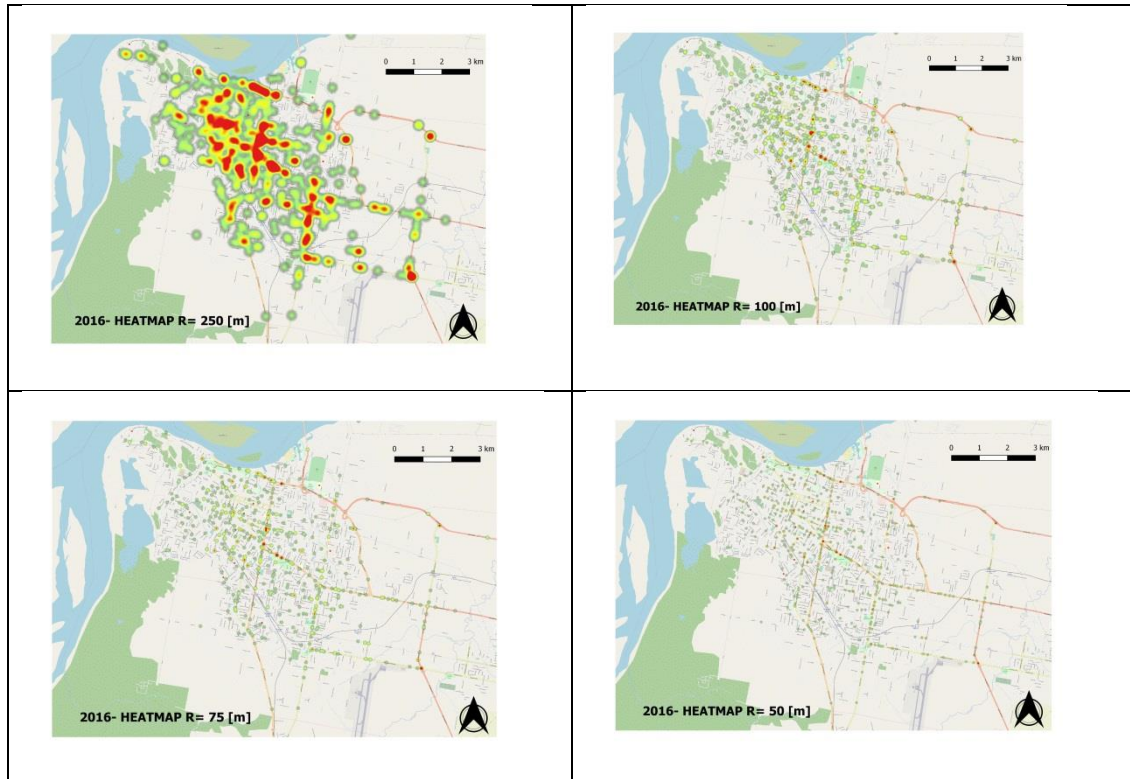 0 1 2 3 km
2016- HEATMAP R= 250 [m]
0 1 2 3 km
2016- HEATMAP R= 100 [m]
0 1 2 3 km
2016- HEATMAP R= 75 [m]
0 1 2 3 km
2016- HEATMAP R= 50 [m]